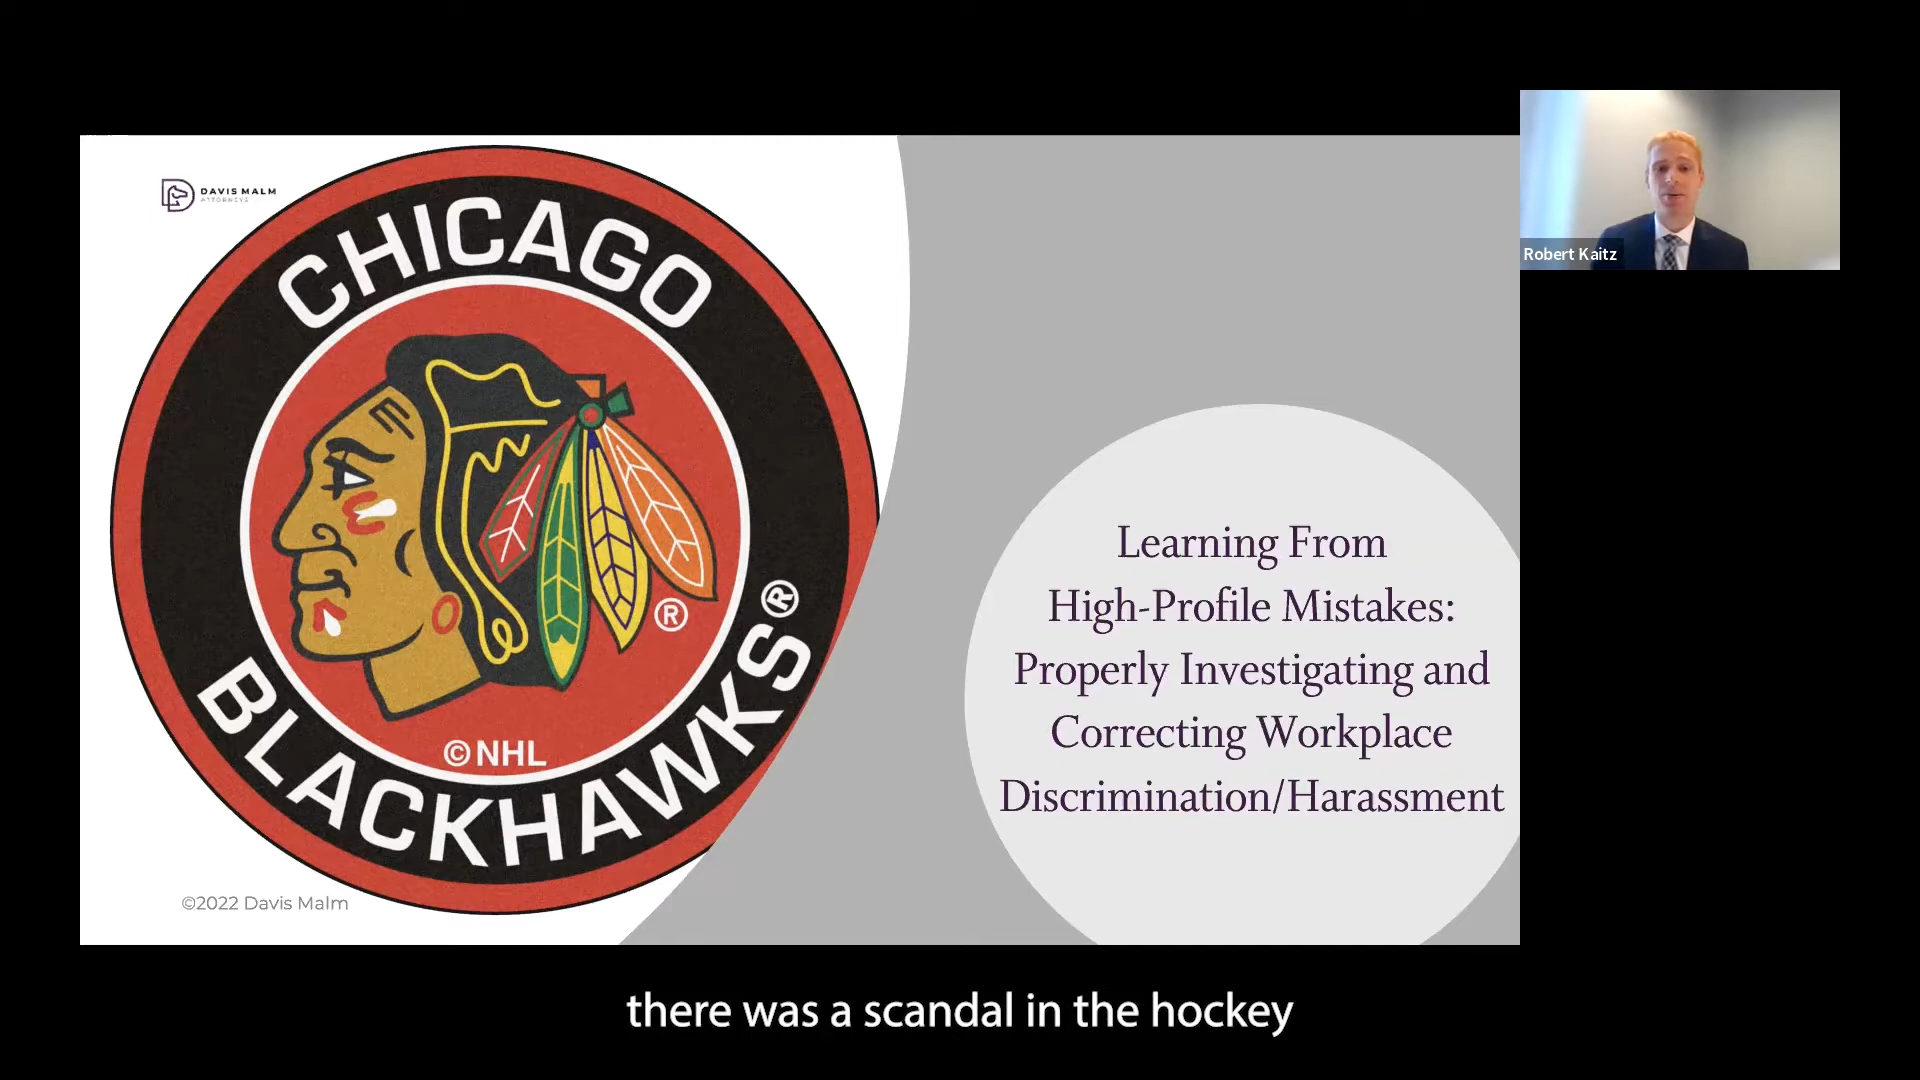 DAVIS MALM
ATTORNEYS
CHICAGO
BLACKHAWKS®
®
©NHL
©2022 Davis Malm
Learning From
High-Profile Mistakes:
Properly Investigating and
Correcting Workplace
Discrimination/Harassment
Robert Kaitz
there was a scandal in the hockey